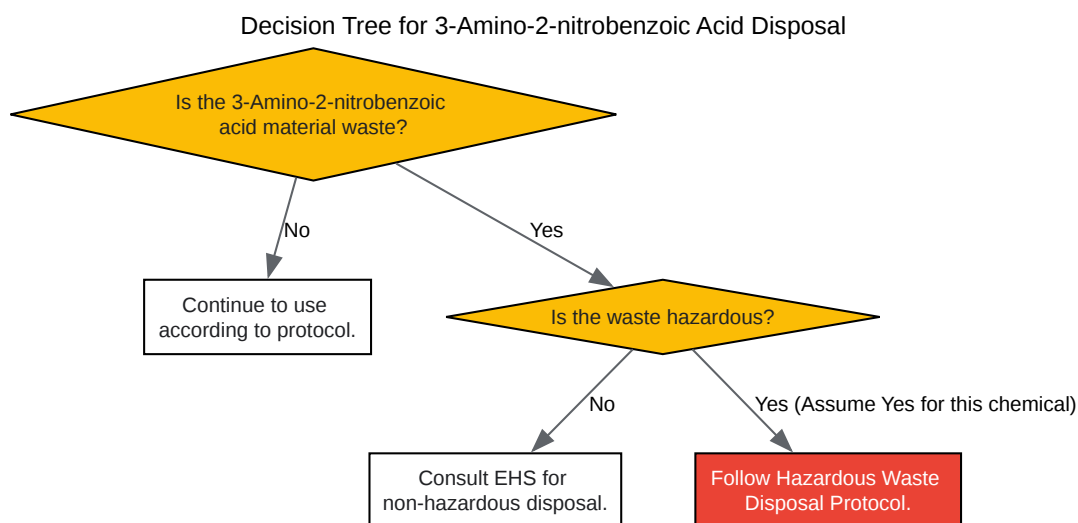 Decision Tree for 3-Amino-2-nitrobenzoic Acid Disposal
Is the 3-Amino-2-nitrobenzoic
acid material waste?
No
Yes
Continue to use
according to protocol.
Is the waste hazardous?
No
Yes (Assume Yes for this chemical)
Consult EHS for
non-hazardous disposal.
Follow Hazardous Waste
Disposal Protocol.